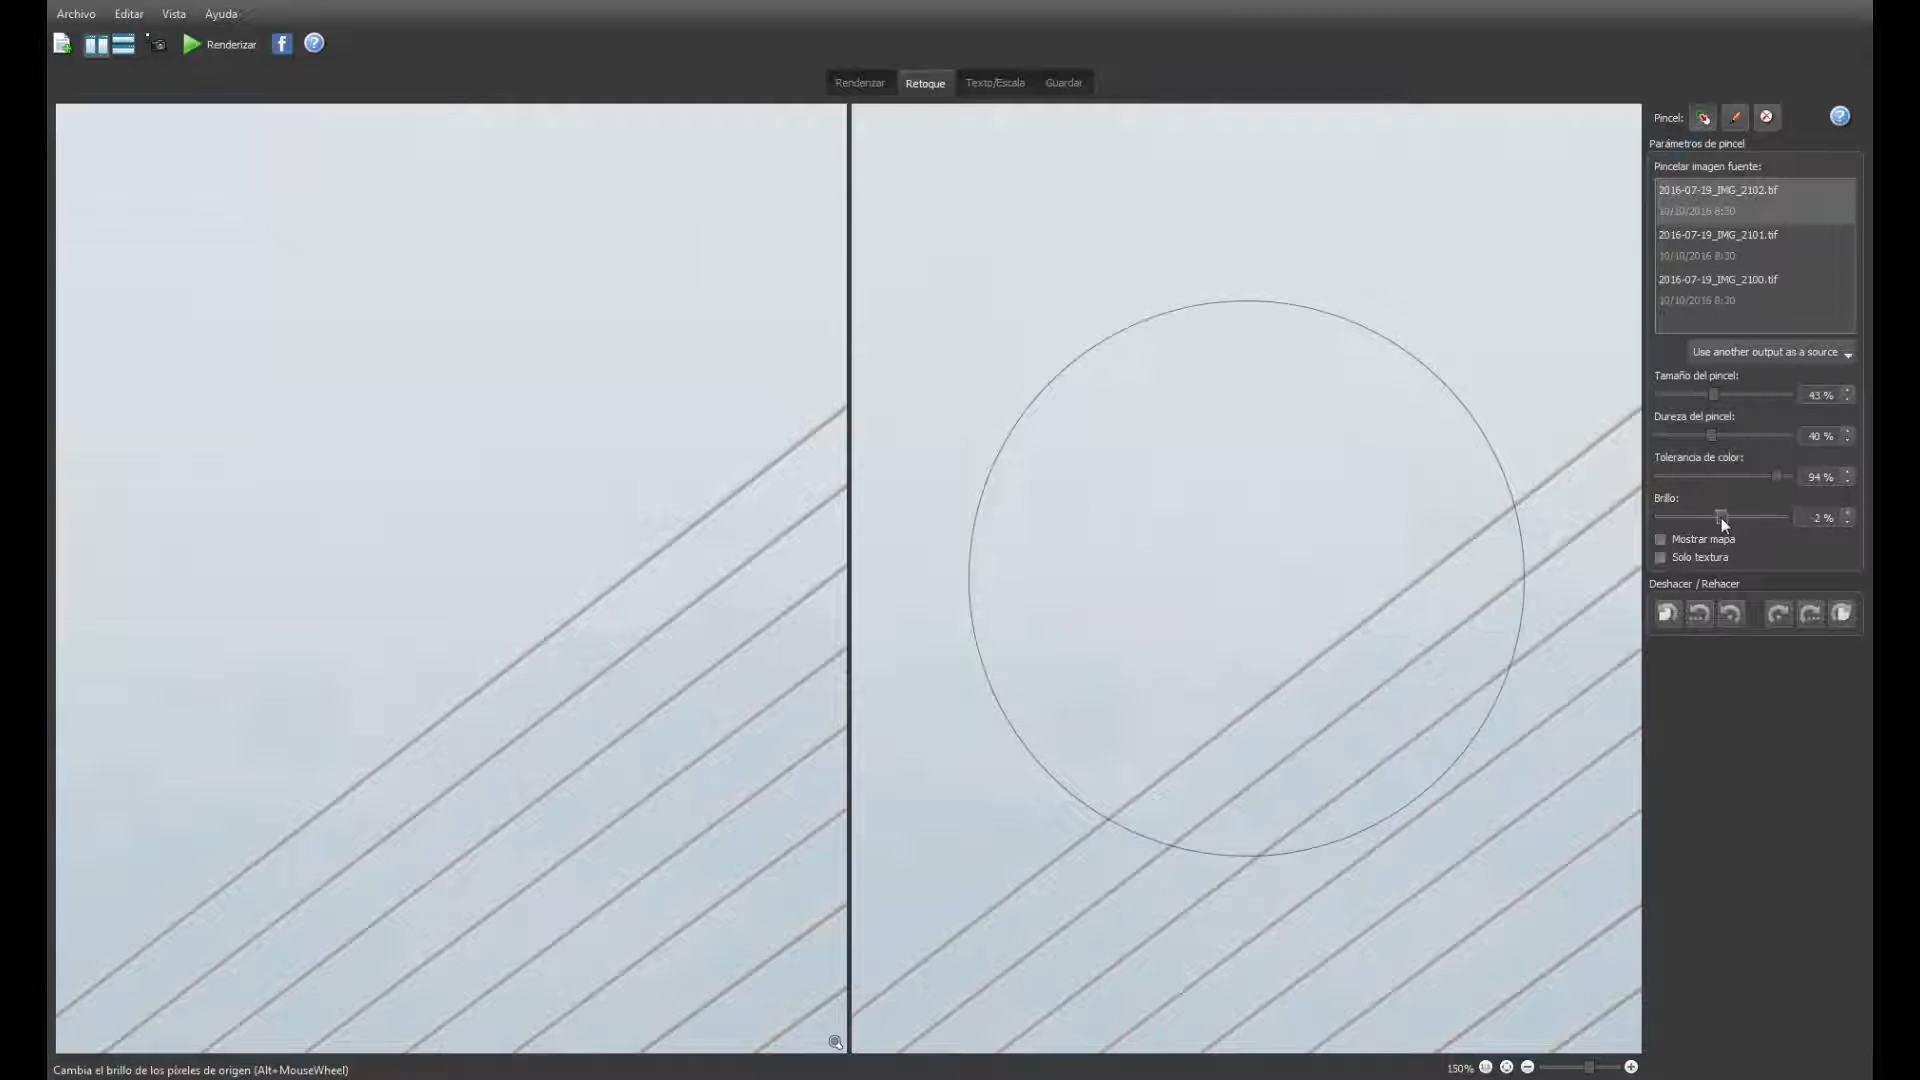 Archivo Editar Vista Ayuda
Renderizar
Renderizar Retoque Texto/Escala Guardar
Pincel:
Parámetros de pincel
Pincelar imagen fuente:
2016-07-19_IMG_2102.tif
10/10/2016 8:30
2016-07-19_IMG_2101.tif
10/10/2016 8:30
2016-07-19_IMG_2100.tif
10/10/2016 8:30
Use another output as a source
Tamaño del pincel:
43 %
Dureza del pincel:
40 %
Tolerancia de color:
94 %
Brillo:
-2 %
Mostrar mapa
Solo textura
Deshacer / Rehacer
Cambia el brillo de los píxeles de origen (Alt+MouseWheel)
150%